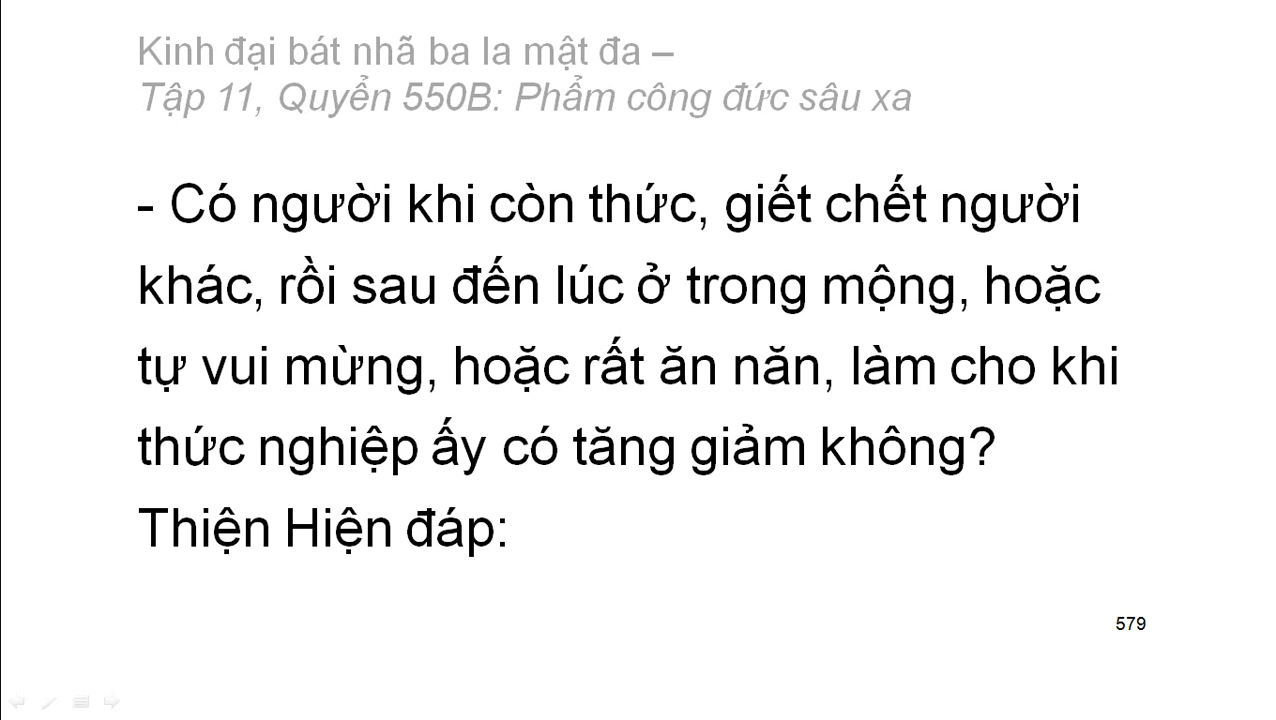 Kinh đại bát nhã ba la mật đa –
Tập 11, Quyển 550B: Phẩm công đức sâu xa
- Có người khi còn thức, giết chết người
khác, rồi sau đến lúc ở trong mộng, hoặc
tự vui mừng, hoặc rất ăn năn, làm cho khi
thức nghiệp ấy có tăng giảm không?
Thiện Hiện đáp:
579